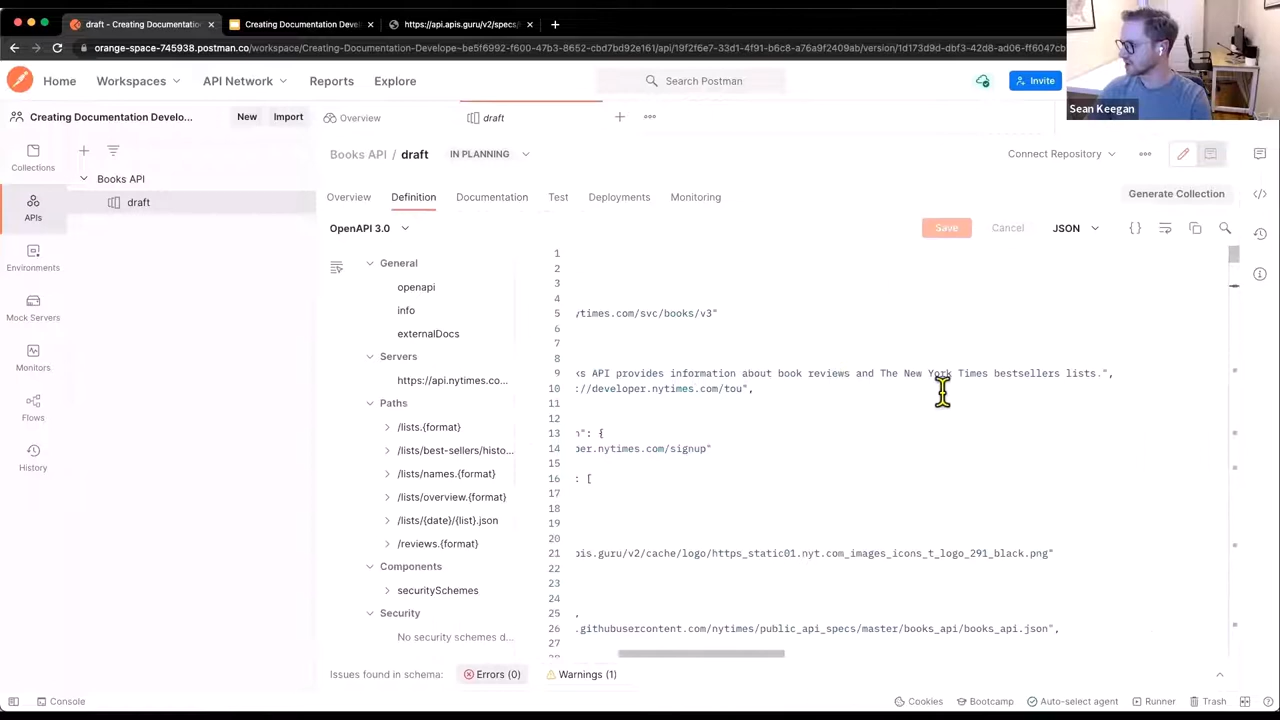 draft - Creating Documentation
Creating Documentation Devel
https://api.apis.guru/v2/specs/
orange-space-745938.postman.co/workspace/Creating-Documentation-Develope~be5f6992-f600-47b3-8652-cbd7bd92e161/api/19f2f6e7-33d1-4f91-b6c8-a76a9f2409ab/version/1d173d9d-dbf3-42d8-ad06-ff6047cb
Sean Keegan
Home
Workspaces
API Network
Reports
Explore
Search Postman
Invite
Creating Documentation Develo...
New
Import
Overview
draft
Collections
APIs
Environments
Mock Servers
Monitors
Flows
History
Books API
draft
Books API / draft
IN PLANNING
Connect Repository
Overview
Definition
Documentation
Test
Deployments
Monitoring
Generate Collection
OpenAPI 3.0
Save
Cancel
JSON
General
openapi
info
externalDocs
Servers
https://api.nytimes.co...
Paths
/lists.{format}
/lists/best-sellers/histo...
/lists/names.{format}
/lists/overview.{format}
/lists/{date}/{list}.json
/reviews.{format}
Components
securitySchemes
Security
No security schemes d...
1
2
3
4
5 ytimes.com/svc/books/v3"
6
7
8
9 ks API provides information about book reviews and The New York Times bestsellers lists.",
10 ://developer.nytimes.com/tou",
11
12
13 n": {
14 per.nytimes.com/signup"
15
16 : [
17
18
19
20
21 pis.guru/v2/cache/logo/https_static01.nyt.com_images_icons_t_logo_291_black.png"
22
23
24
25 ,
26 .githubusercontent.com/nytimes/public_api_specs/master/books_api/books_api.json",
27
Issues found in schema:
Errors (0)
Warnings (1)
Console
Cookies
Bootcamp
Auto-select agent
Runner
Trash